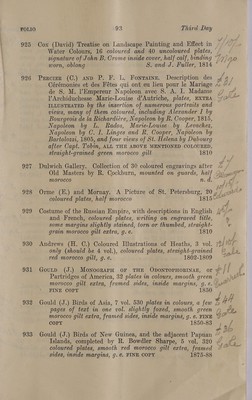 ₱2530 93 Third Day
925 Cox (David) Treatise on Landscape Painting and Effect in
Water Colours, 16 coloured and 40 uncoloured plates,
signature of John D. Crome inside cover, half calf, binding
worn, oblong S. and J. Fuller, 1814
926 Percier (C.) and P. F. L. Fontaine. Description des
Cérémonies et des Fêtes qui ont eu lieu pour le Mariage
de S. M. l'Empereur Napoleon avec S. A. I. Madame
l'Archiduchesse Marie-Louise d'Autriche, plates, EXTRA
ILLUSTRATED by the insertion of numerous portraits and
views, many of them coloured, including Alexander I by
Bourgeois de la Richardière, Napoleon by R. Cooper, 1815,
Napoleon by L. Rados, Marie-Louise by Levachez,
Napoleon by C. L. Lingee and R. Cooper, Napoleon by
Bartolozzi, 1805, and four views of St. Helena by Dubourg
after Capt. Tobin, ALL THE ABOVE MENTIONED COLOURED,
straight-grained green morocco gilt 1810
927 Dulwich Gallery. Collection of 30 coloured engravings after
Old Masters by R. Cockburn, mounted on guards, half
morocco n. d.
928 Orme (E.) and Mornay. A Picture of St. Petersburg, 20
coloured plates, half morocco 1815
929 Costume of the Russian Empire, with descriptions in English
and French, coloured plates, writing on engraved title,
some margins slightly stained, torn or thumbed, straight-
grain morocco gilt extra, g. e. 1810
930 Andrews (H. C.) Coloured Illustrations of Heaths, 3 vol.
only (should be 4 vol.), coloured plates, straight-grained
red morocco gilt, g. e. 1802-1809
931 Gould (J.) Monograph of the Odontophorinæ, or
Partridges of America, 32 plates in colours, smooth green
morocco gilt extra, framed sides, inside margins, g. e.
FINE COPY 1850
932 Gould (J.) Birds of Asia, 7 vol. 530 plates in colours, a few
pages of text in one vol. slightly foxed, smooth green
morocco gilt extra, framed sides, inside margins, g. e. FINE
COPY 1850-83
933 Gould (J.) Birds of New Guinea, and the adjacent Papuan
Islands, completed by R. Bowdler Sharpe, 5 vol. 320
coloured plates, smooth red morocco gilt extra, framed
sides, inside margins, g. e. FINE COPY 1875-88